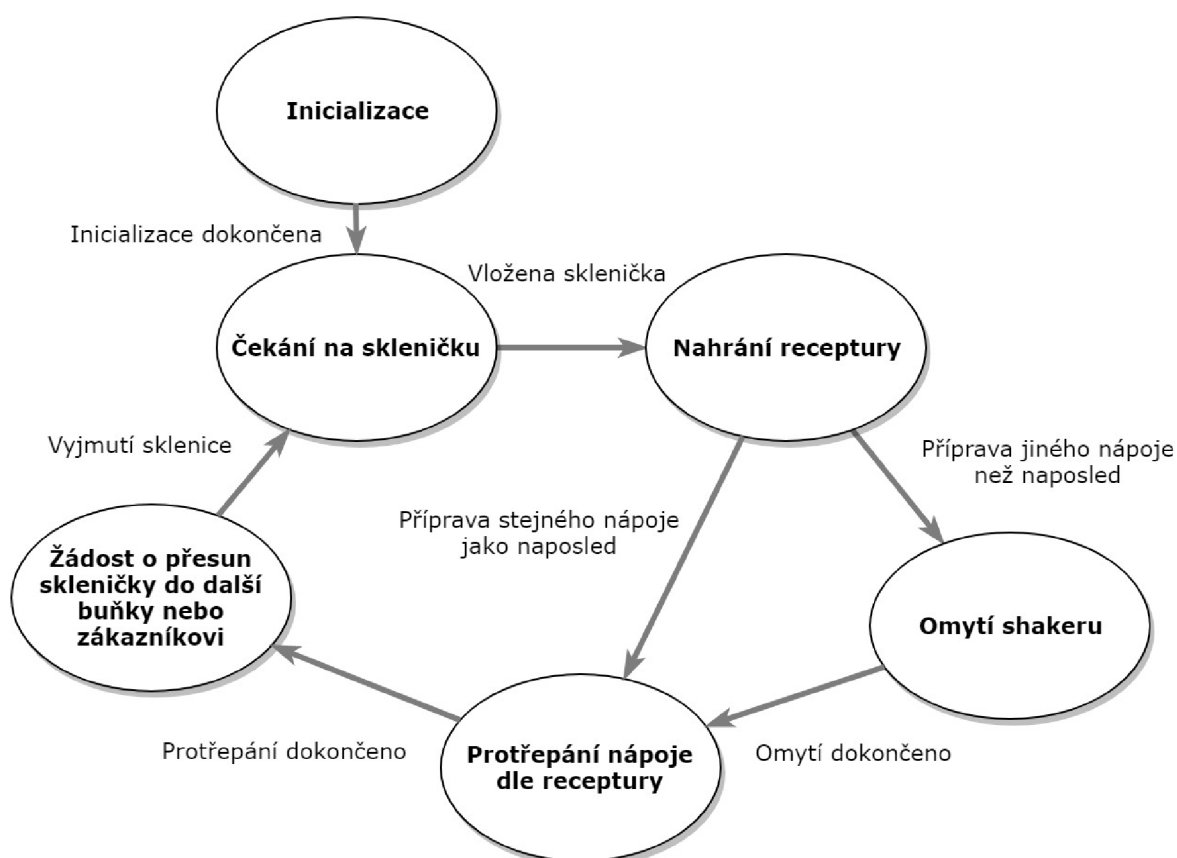 Inicializace
Inicializace dokončena
Vložena sklenička
Čekání na skleničku
Nahrání receptury
Vyjmutí sklenice
Příprava jiného nápoje
než naposled
Příprava stejného nápoje
jako naposled
Žádost o přesun
skleničky do další
buňky nebo
zákazníkovi
Omytí shakeru
Protřepání dokončeno
Protřepání nápoje
dle receptury
Omytí dokončeno